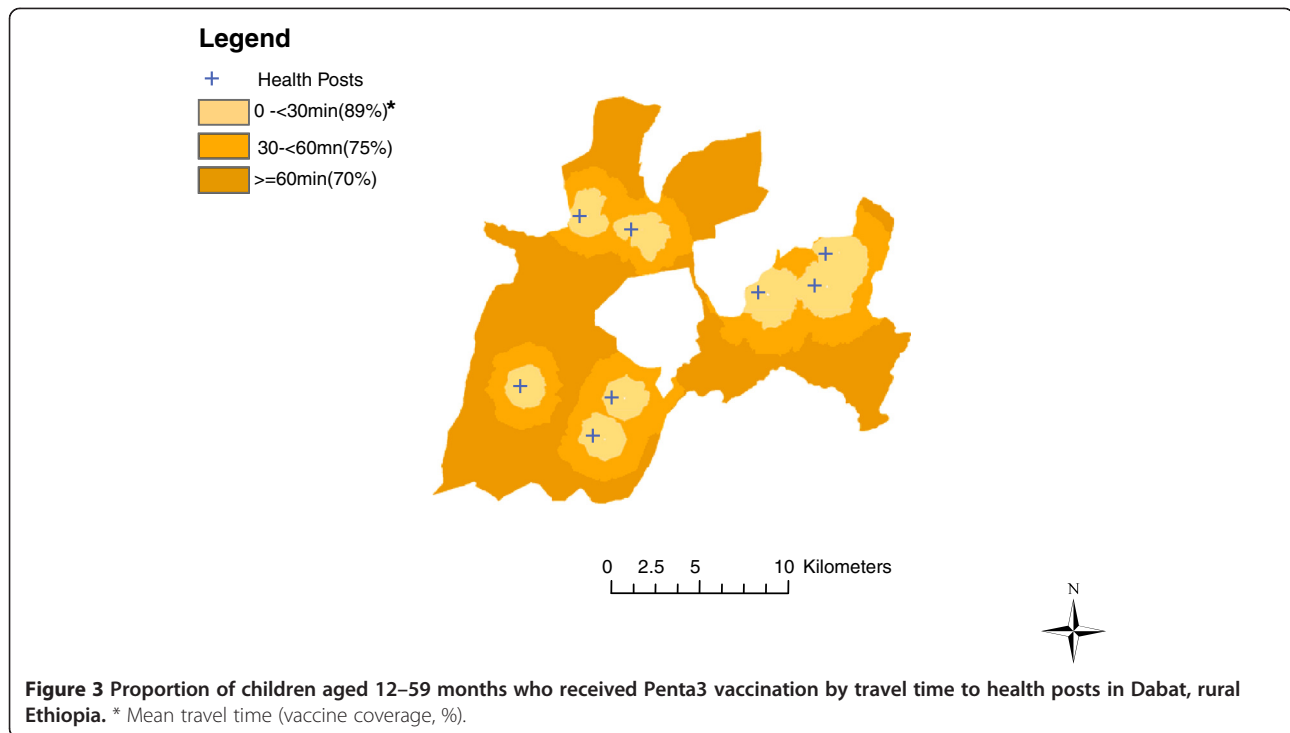 Legend
Health Posts
0 -<30min(89%)*
30-<60mn(75%)
>=60min(70%)
0 2.5 5 10 Kilometers
N
Figure 3 Proportion of children aged 12–59 months who received Penta3 vaccination by travel time to health posts in Dabat, rural
Ethiopia. * Mean travel time (vaccine coverage, %).